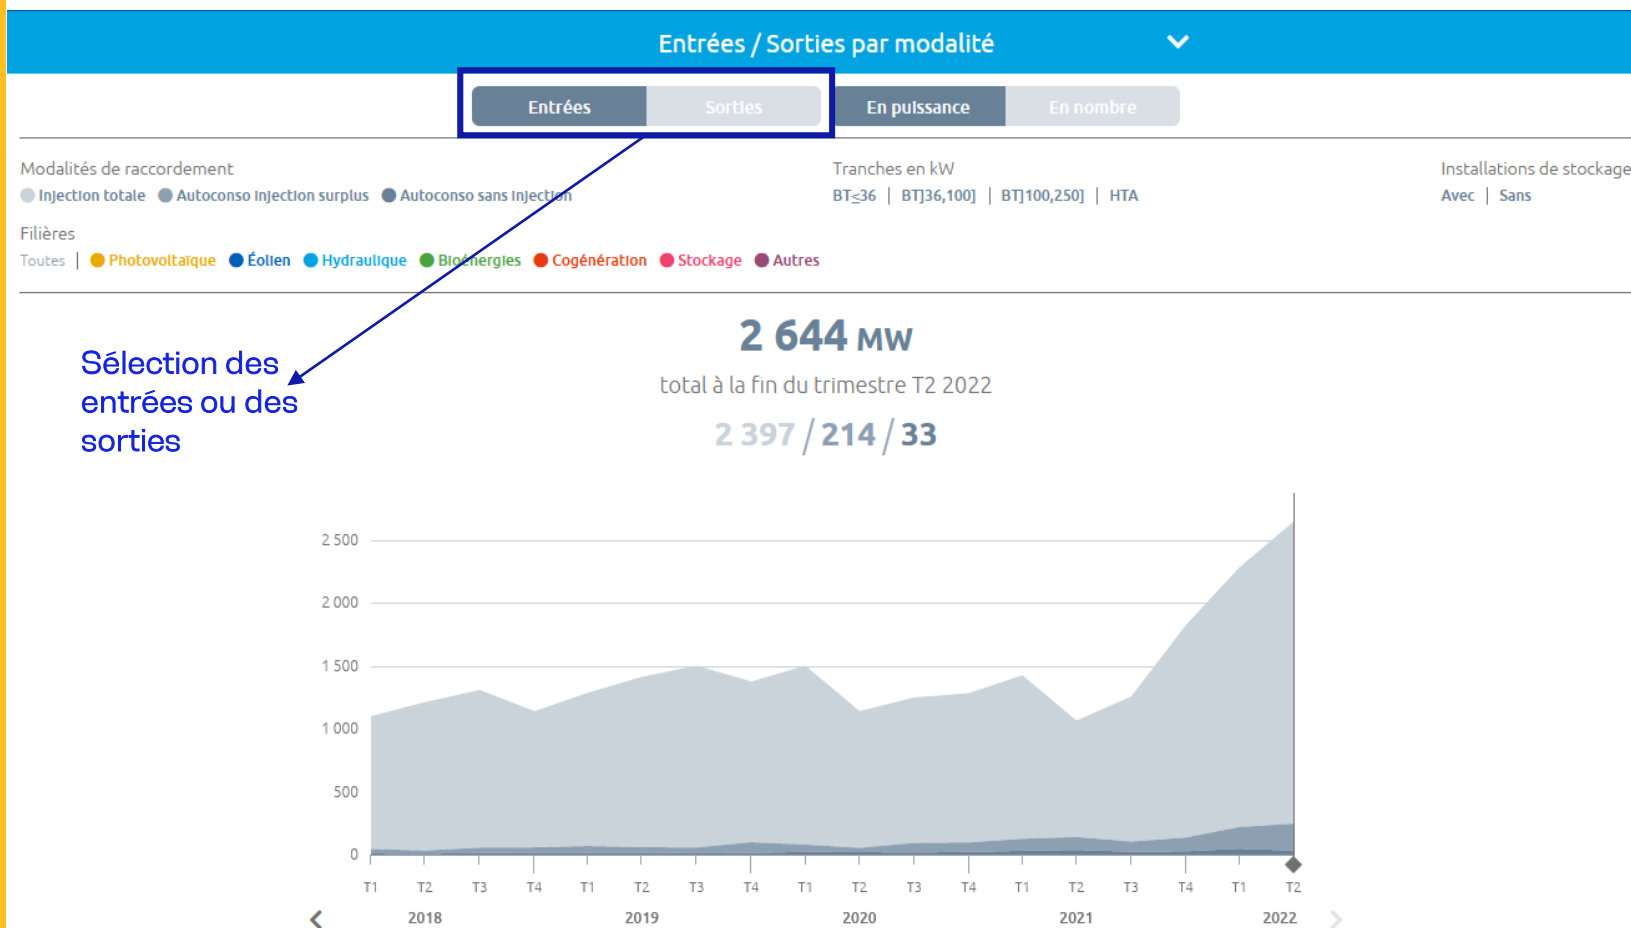 Entrées / Sorties par modalité
Entrées Sorties En puissance En nombre
Modalités de raccordement Tranches en kW Installations de stockage
Injection totale Autoconso injection surplus Autoconso sans injection BT≤36 | BT]36,100] | BT]100,250] | HTA Avec | Sans
Filières
Toutes | Photovoltaïque Éolien Hydraulique Bioénergies Cogénération Stockage Autres
2 644 MW
total à la fin du trimestre T2 2022
2 397 / 214 / 33
Sélection des
entrées ou des
sorties
2 500
2 000
1 500
1 000
500
0
T1 T2 T3 T4 T1 T2 T3 T4 T1 T2 T3 T4 T1 T2 T3 T4 T1 T2
2018 2019 2020 2021 2022